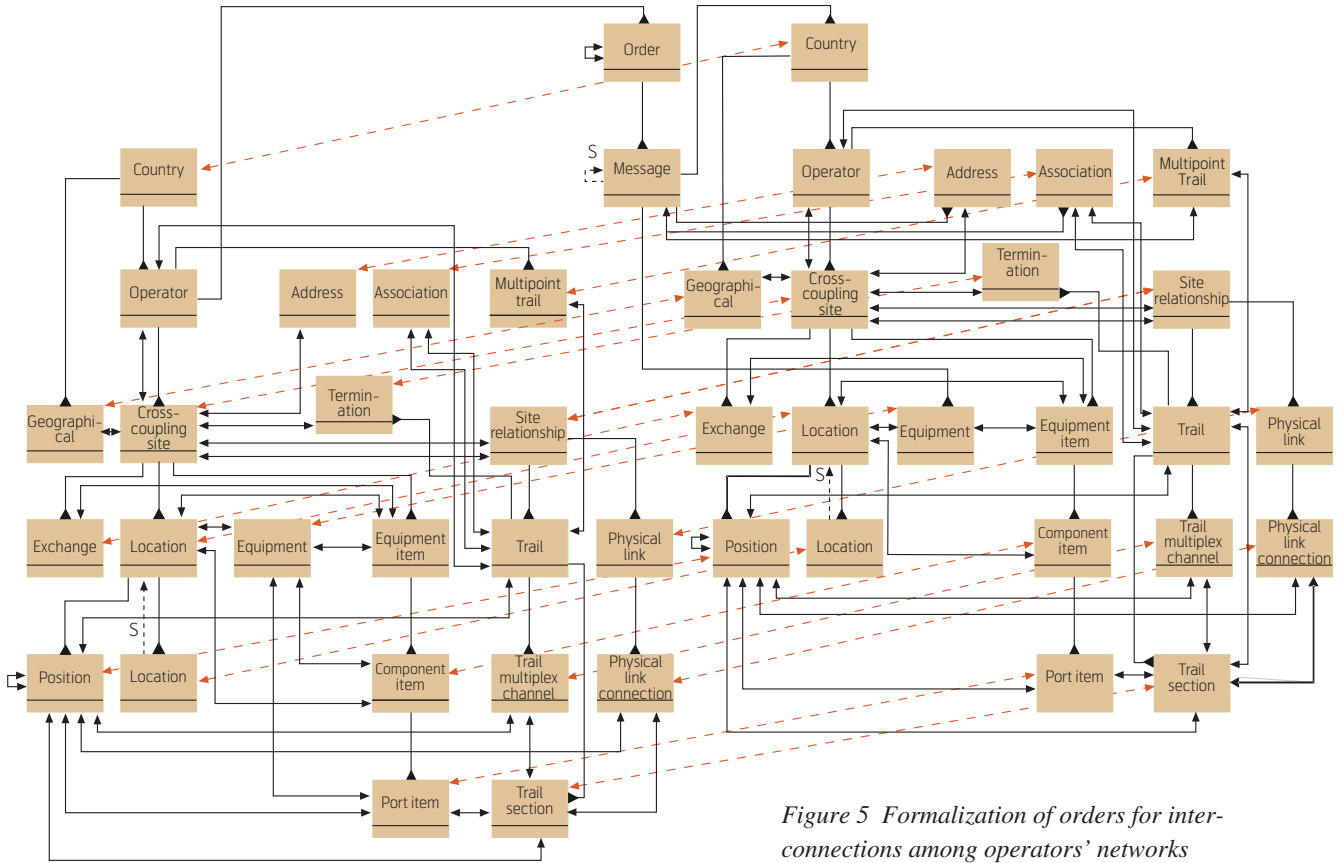 Order
Country
Country
S
Message
Operator
Address
Association
Multipoint
Trail
Operator
Address
Association
Multipoint
trail
Geographi-
cal
Cross-
coupling
site
Termin-
ation
Site
relationship
Geographi-
cal
Cross-
coupling
site
Termin-
ation
Site
relationship
Exchange
Location
Equipment
Equipment
item
Trail
Physical
link
S
Exchange
Location
Equipment
Equipment
item
Trail
Physical
link
Position
Location
Component
item
Trail
multiplex
channel
Physical
link
connection
S
Position
Location
Component
item
Trail
multiplex
channel
Physical
link
connection
Port item
Trail
section
Port item
Trail
section
Figure 5 Formalization of orders for inter-
connections among operators' networks